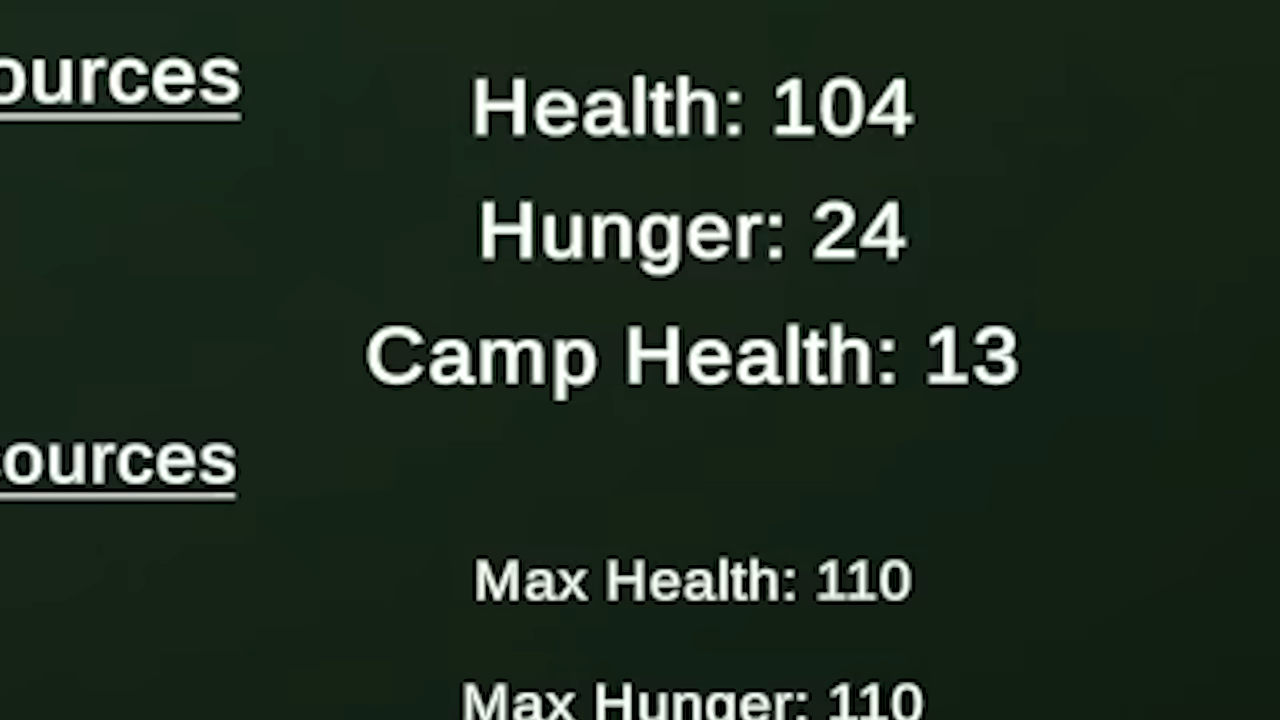 ources
Health: 104
Hunger: 24
Camp Health: 13
ources
Max Health: 110
Max Hunger: 110